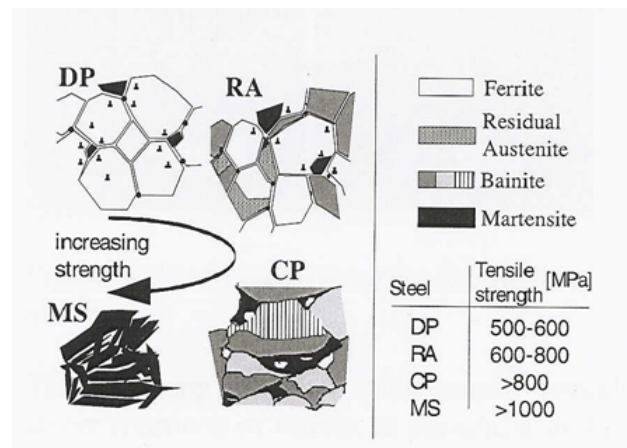 DP
RA
increasing
strength
MS
CP
Ferrite
Residual
Austenite
Bainite
Martensite
Steel Tensile strength [MPa]
DP 500-600
RA 600-800
CP >800
MS >1000